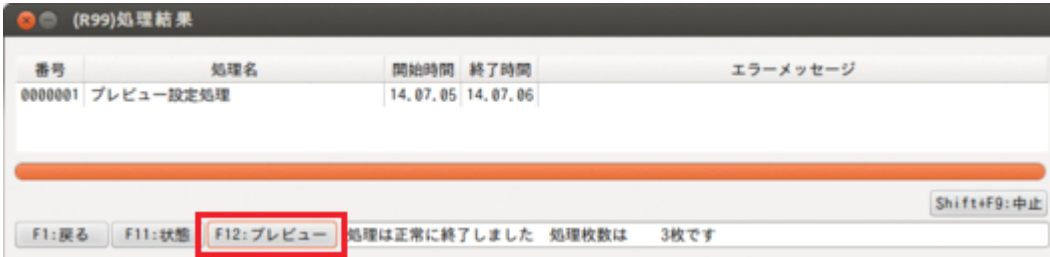 (R99)処理結果
番号 処理名 開始時間 終了時間 エラーメッセージ
0000001 プレビュー設定処理 14.07.05 14.07.06
Shift+F9:中止
F1:戻る F11:状態 F12:プレビュー 処理は正常に終了しました 処理枚数は 3枚です